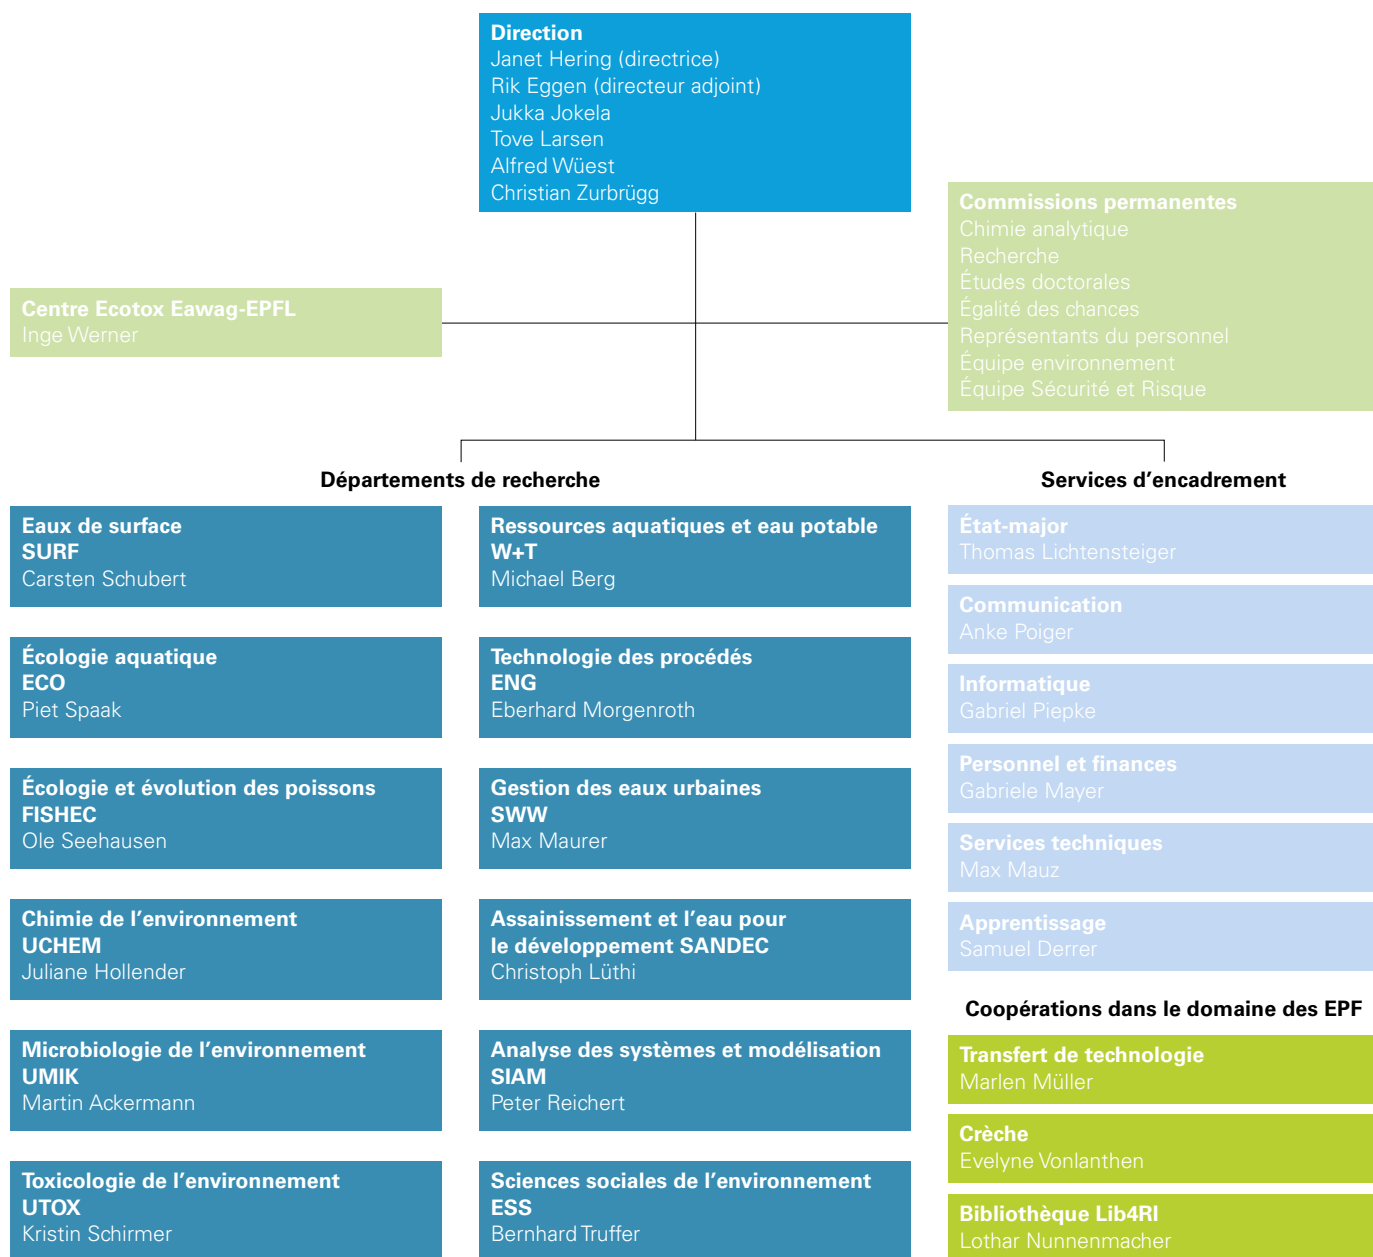 Direction
Janet Hering (directrice)
Rik Eggen (directeur adjoint)
Jukka Jokela
Tove Larsen
Alfred Wüest
Christian Zurbrügg
Commissions permanentes
Chimie analytique
Recherche
Études doctorales
Égalité des chances
Représentants du personnel
Équipe environnement
Équipe Sécurité et Risque
Centre Ecotox Eawag-EPFL
Inge Werner
Départements de recherche
Eaux de surface
SURF
Carsten Schubert
Écologie aquatique
ECO
Piet Spaak
Écologie et évolution des poissons
FISHEC
Ole Seehausen
Chimie de l'environnement
UCHEM
Juliane Hollender
Microbiologie de l'environnement
UMIK
Martin Ackermann
Toxicologie de l'environnement
UTOX
Kristin Schirmer
Ressources aquatiques et eau potable
W+T
Michael Berg
Technologie des procédés
ENG
Eberhard Morgenroth
Gestion des eaux urbaines
SWW
Max Maurer
Assainissement et l'eau pour
le développement SANDEC
Christoph Lüthi
Analyse des systèmes et modélisation
SIAM
Peter Reichert
Sciences sociales de l'environnement
ESS
Bernhard Truffer
Services d'encadrement
État-major
Thomas Lichtensteiger
Communication
Anke Poiger
Informatique
Gabriel Piepke
Personnel et finances
Gabriele Mayer
Services techniques
Max Mauz
Apprentissage
Samuel Derrer
Coopérations dans le domaine des EPF
Transfert de technologie
Marlen Müller
Crèche
Evelyne Vonlanthen
Bibliothèque Lib4RI
Lothar Nunnenmacher